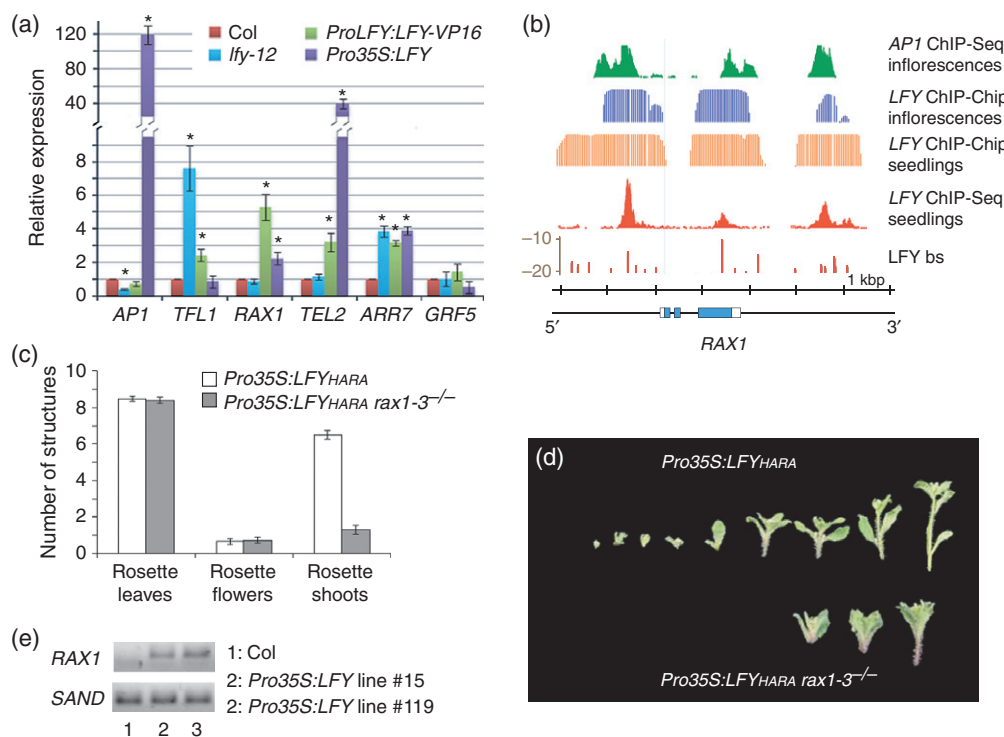 (a)
Col
lfy-12
ProLFY:LFY-VP16
Pro35S:LFY
Relative expression
120
80
40
8
6
4
2
0
* * * * * * * * * * * *
AP1 TFL1 RAX1 TEL2 ARR7 GRF5
(b)
AP1 ChIP-Seq
inflorescences
LFY ChIP-Chip
inflorescences
LFY ChIP-Chip
seedlings
LFY ChIP-Seq
seedlings
–10
–20
LFY bs
1 kbp
5′ 3′
RAX1
(c)
Number of structures
10
8
6
4
2
0
Pro35S:LFYHARA
Pro35S:LFYHARA rax1-3–/–
Rosette Rosette Rosette
leaves flowers shoots
(d)
Pro35S:LFYHARA
Pro35S:LFYHARA rax1-3–/–
(e)
RAX1
SAND
1 2 3
1: Col
2: Pro35S:LFY line #15
2: Pro35S:LFY line #119